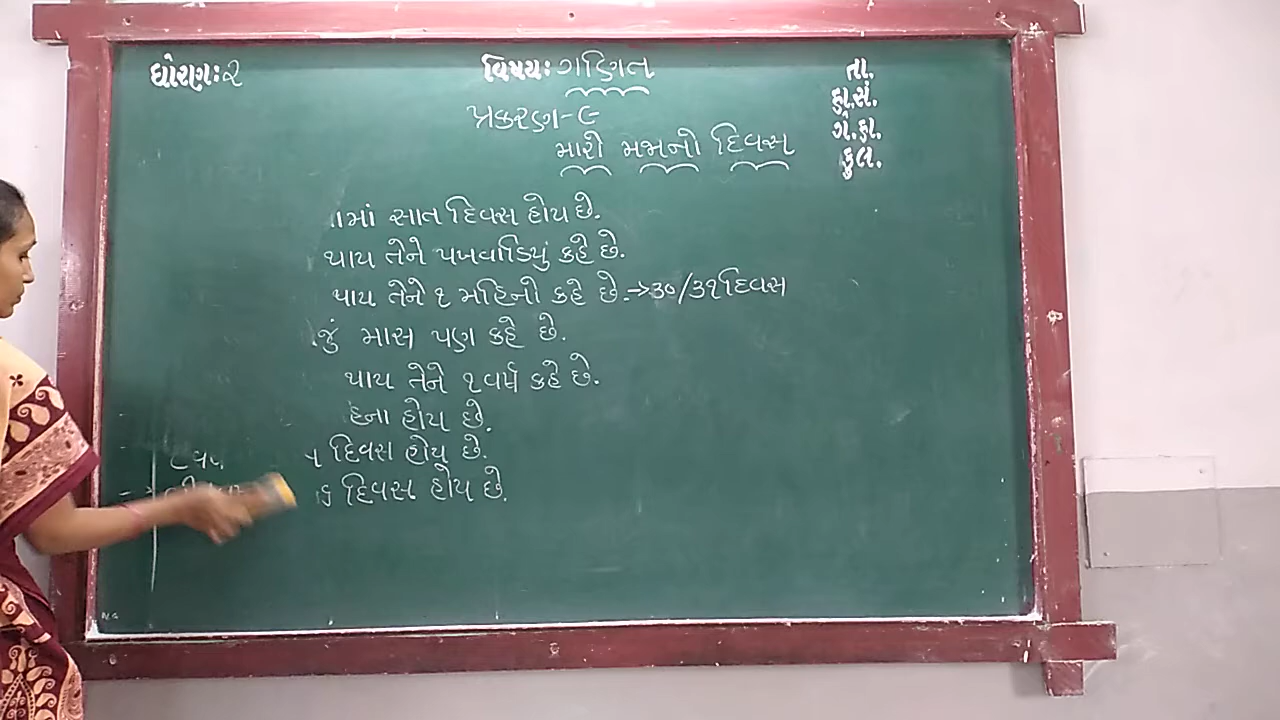 ધોરણઃ ૨
વિષયઃ ગણિત
તા.
હા.સં.
ગે.હા.
કુલ.
પ્રકરણ-૯
મારો મજાનો દિવસ
માં સાત દિવસ હોય છે.
થાય તેને પખવાડિયું કહે છે.
થાય તેને ૧ મહિનો કહે છે.→૩૦/૩૧ દિવસ
માસ પણ કહે છે.
થાય તેને ૧ વર્ષ કહે છે.
હોય છે.
દિવસ હોય છે.
દિવસ હોય છે.